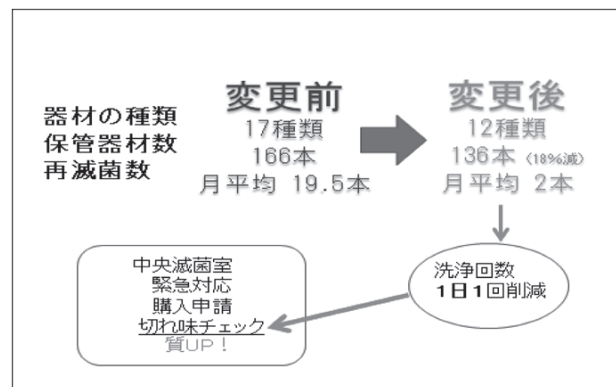 変更前
変更後
器材の種類
17種類
12種類
保管器材数
166本
136本 (18%減)
再滅菌数
月平均 19.5本
月平均 2本
中央滅菌室
緊急対応
購入申請
切れ味チェック
質UP！
洗浄回数
1日1回削減